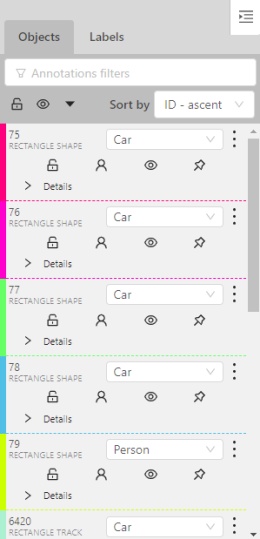 Objects Labels
Annotations filters
Sort by ID - ascent
75 Car
RECTANGLE SHAPE
Details
76 Car
RECTANGLE SHAPE
Details
77 Car
RECTANGLE SHAPE
Details
78 Car
RECTANGLE SHAPE
Details
79 Person
RECTANGLE SHAPE
Details
6420 Car
RECTANGLE TRACK